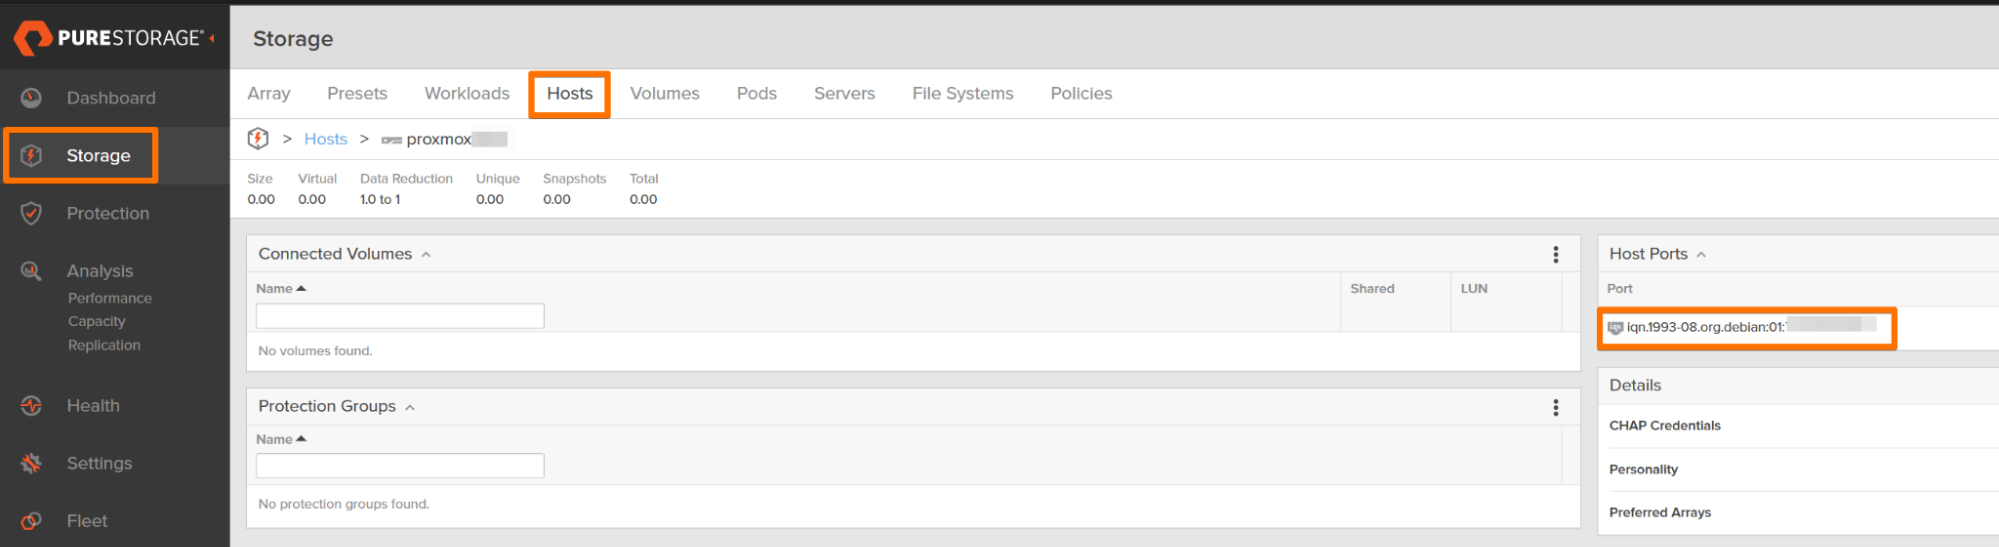 PURESTORAGE®
Dashboard
Storage
Protection
Analysis
Performance
Capacity
Replication
Health
Settings
Fleet
Storage
Array Presets Workloads Hosts Volumes Pods Servers File Systems Policies
> Hosts > proxmox
Size Virtual Data Reduction Unique Snapshots Total
0.00 0.00 1.0 to 1 0.00 0.00 0.00
Connected Volumes
Name Shared LUN
No volumes found.
Protection Groups
Name
No protection groups found.
Host Ports
Port
iqn.1993-08.org.debian:01:
Details
CHAP Credentials
Personality
Preferred Arrays